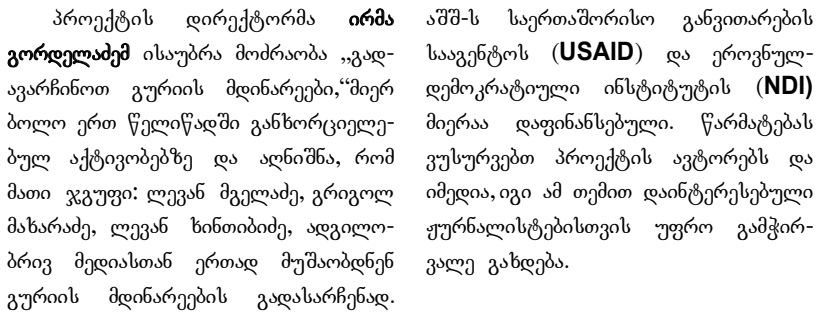 პროექტის დირექტორმა ირმა
გორდელაძემ ისაუბრა მოძრაობა „გად-
ავარჩინოთ გურიის მდინარეები,“მიერ
ბოლო ერთ წელიწადში განხორციელე-
ბულ აქტივობებზე და აღნიშნა, რომ
მათი ჯგუფი: ლევან მგელაძე, გრიგოლ
მახარაძე, ლევან ხინთიბიძე, ადგილო-
ბრივ მედიასთან ერთად მუშაობდნენ
გურიის მდინარეების გადასარჩენად.
აშშ-ს საერთაშორისო განვითარების
სააგენტოს (USAID) და ეროვნულ-
დემოკრატიული ინსტიტუტის (NDI)
მიერაა დაფინანსებული. წარმატებას
ვუსურვებთ პროექტის ავტორებს და
იმედია, იგი ამ თემით დაინტერესებული
ჟურნალისტებისთვის უფრო გამჭირ-
ვალე გახდება.